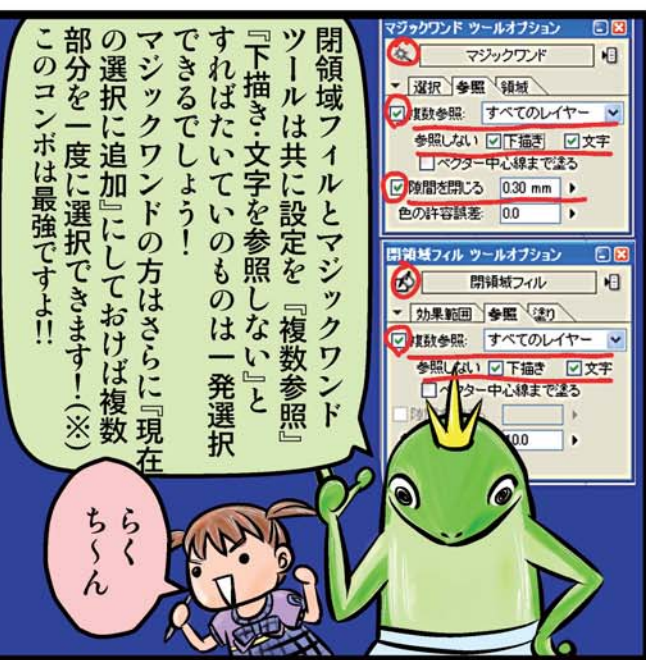 マジックワンド ツールオプション
マジックワンド
選択 参照 領域
複数参照: すべてのレイヤー
参照しない 下描き 文字
ベクター中心線まで塗る
隙間を閉じる 0.30 mm
色の許容誤差: 0.0
閉領域フィル ツールオプション
閉領域フィル
効果範囲 参照 塗り
複数参照: すべてのレイヤー
参照しない 下描き 文字
ベクター中心線まで塗る
閉領域フィルとマジックワンド
ツールは共に設定を『複数参照』
『下描き・文字を参照しない』と
すればたいていのものは一発選択
できるでしょう!
マジックワンドの方はさらに『現在
の選択に追加』にしておけば複数
部分を一度に選択できます!(※)
このコンボは最強ですよ!!
らく
ち〜ん